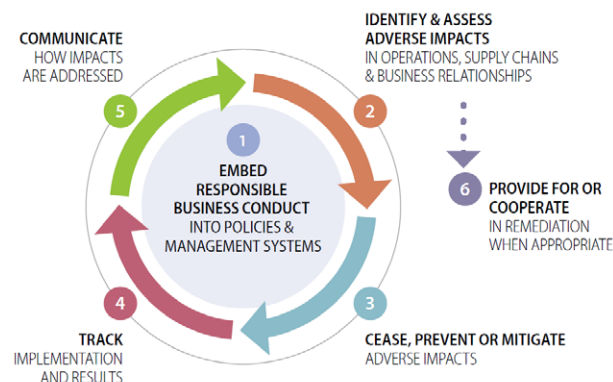 1
EMBED
RESPONSIBLE
BUSINESS CONDUCT
INTO POLICIES &
MANAGEMENT SYSTEMS
2
IDENTIFY & ASSESS
ADVERSE IMPACTS
IN OPERATIONS, SUPPLY CHAINS
& BUSINESS RELATIONSHIPS
3
CEASE, PREVENT OR MITIGATE
ADVERSE IMPACTS
4
TRACK
IMPLEMENTATION
AND RESULTS
5
COMMUNICATE
HOW IMPACTS
ARE ADDRESSED
6
PROVIDE FOR OR
COOPERATE
IN REMEDIATION
WHEN APPROPRIATE